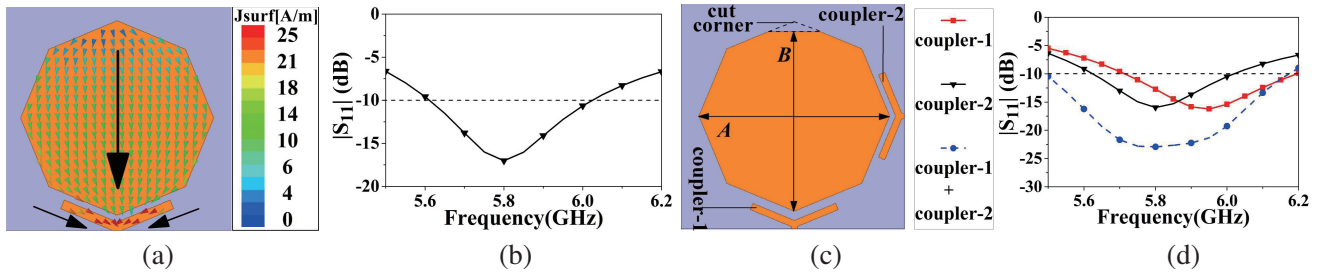 Jsurf[A/m]
25
21
18
14
10
6
4
0
(a)
0
-5
-10
-15
-20
|S11| (dB)
5.6 5.8 6.0 6.2
Frequency(GHz)
(b)
cut
corner
coupler-2
B
A
coupler-1
(c)
coupler-1
coupler-2
coupler-1
+
coupler-2
0
-5
-10
-15
-20
-25
-30
|S11| (dB)
5.6 5.8 6.0 6.2
Frequency(GHz)
(d)